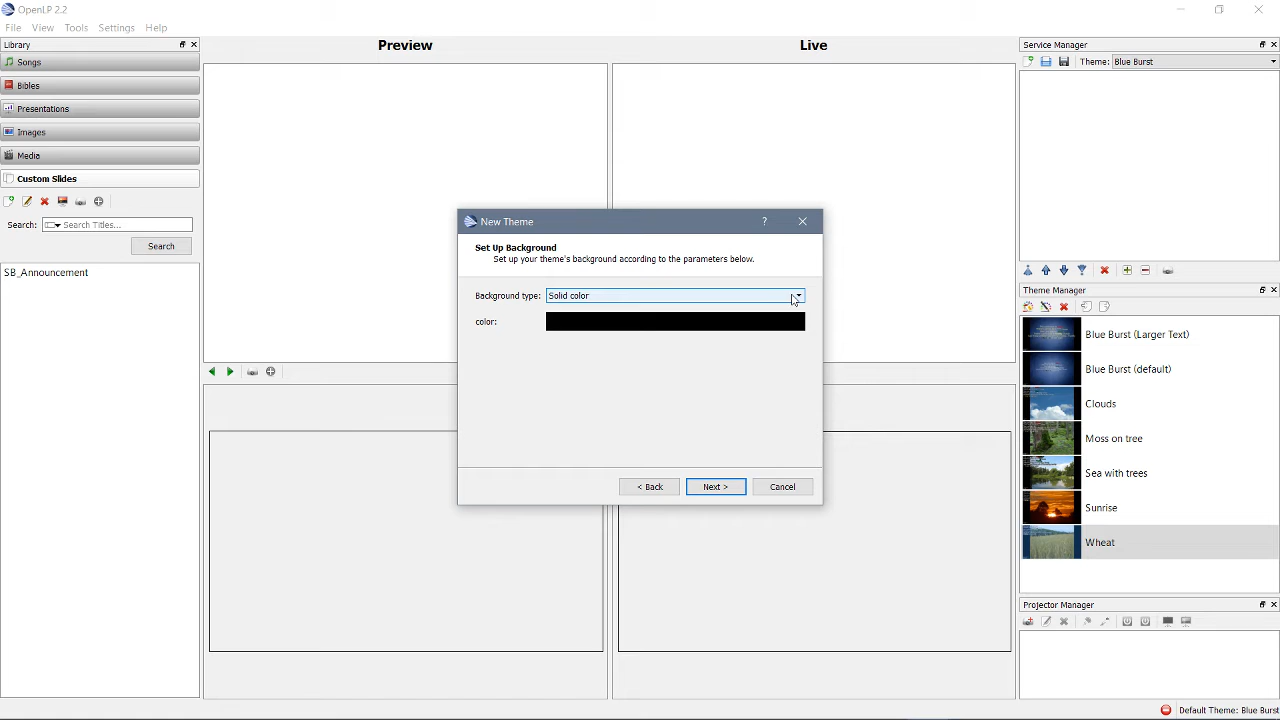 OpenLP 2.2
File View Tools Settings Help
Library
Preview
Live
Service Manager
Songs
Theme: Blue Burst
Bibles
Presentations
Images
Media
Custom Slides
Search: Search Titles...
Search
SB_Announcement
New Theme
?
Set Up Background
Set up your theme's background according to the parameters below.
Background type: Solid color
color:
< Back
Next >
Cancel
Theme Manager
Blue Burst (Larger Text)
Blue Burst (default)
Clouds
Moss on tree
Sea with trees
Sunrise
Wheat
Projector Manager
Default Theme: Blue Burst